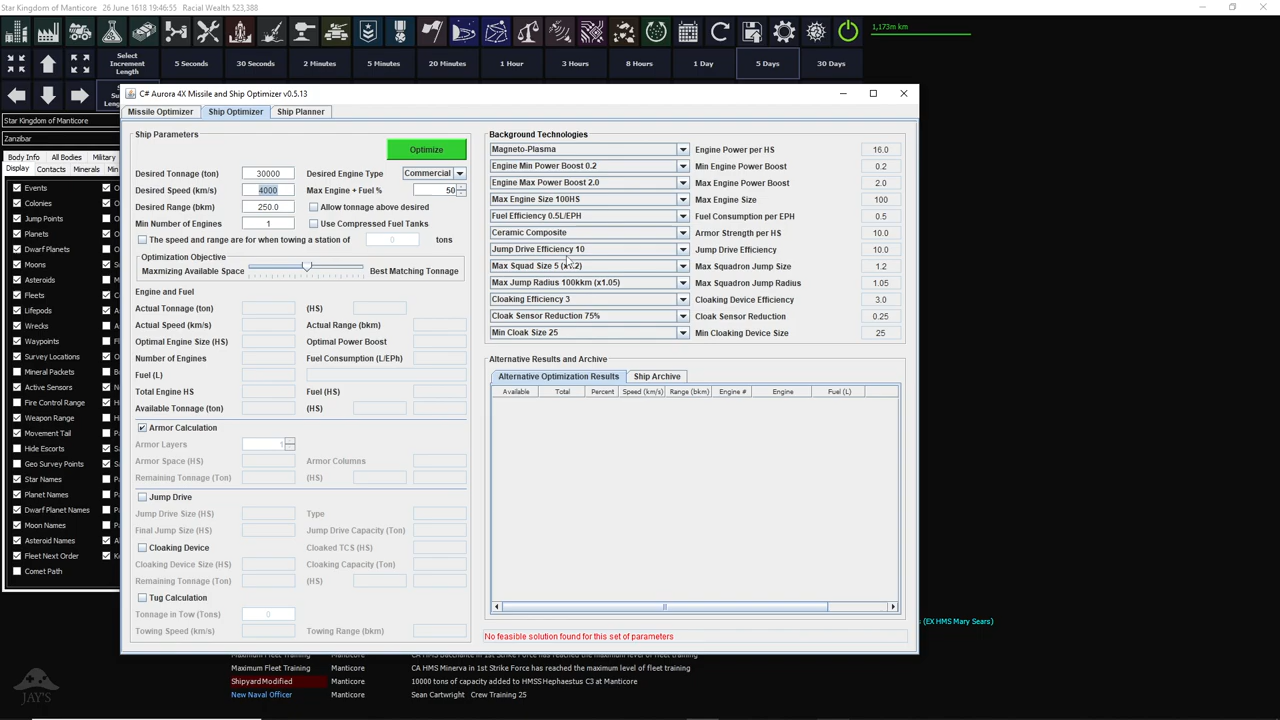 Star Kingdom of Manticore 26 June 1618 19:46:55 Racial Wealth 523,388
1,173m km
Select Increment Length
5 Seconds
30 Seconds
2 Minutes
5 Minutes
20 Minutes
1 Hour
3 Hours
8 Hours
1 Day
5 Days
30 Days
Star Kingdom of Manticore
Zanzibar
Body Info All Bodies Military
Display Contacts Minerals
Events
Colonies
Jump Points
Planets
Dwarf Planets
Moons
Asteroids
Fleets
Lifepods
Wrecks
Waypoints
Survey Locations
Mineral Packets
Active Sensors
Fire Control Range
Weapon Range
Movement Tail
Hide Escorts
Geo Survey Points
Star Names
Planet Names
Dwarf Planet Names
Moon Names
Asteroid Names
Fleet Next Order
Comet Path
C# Aurora 4X Missile and Ship Optimizer v0.5.13
Missile Optimizer Ship Optimizer Ship Planner
Ship Parameters
Optimize
Desired Tonnage (ton) 30000 Desired Engine Type Commercial
Desired Speed (km/s) 4000 Max Engine + Fuel % 50
Desired Range (bkm) 250.0 Allow tonnage above desired
Min Number of Engines 1 Use Compressed Fuel Tanks
The speed and range are for when towing a station of 0 tons
Optimization Objective
Maxmizing Available Space Best Matching Tonnage
Engine and Fuel
Actual Tonnage (ton) (HS)
Actual Speed (km/s) Actual Range (bkm)
Optimal Engine Size (HS) Optimal Power Boost
Number of Engines Fuel Consumption (L/EPh)
Fuel (L)
Total Engine HS Fuel (HS)
Available Tonnage (ton) (HS)
Armor Calculation
Armor Layers 1
Armor Space (HS) Armor Columns
Remaining Tonnage (Ton) (HS)
Jump Drive
Jump Drive Size (HS) Type
Final Jump Size (HS) Jump Drive Capacity (Ton)
Cloaking Device Cloaked TCS (HS)
Cloaking Device Size (HS) Cloaking Capacity (Ton)
Remaining Tonnage (Ton) (HS)
Tug Calculation
Tonnage in Tow (Tons) 0
Towing Speed (km/s) Towing Range (bkm)
Background Technologies
Magneto-Plasma Engine Power per HS 16.0
Engine Min Power Boost 0.2 Min Engine Power Boost 0.2
Engine Max Power Boost 2.0 Max Engine Power Boost 2.0
Max Engine Size 100HS Max Engine Size 100
Fuel Efficiency 0.5L/EPH Fuel Consumption per EPH 0.5
Ceramic Composite Armor Strength per HS 10.0
Jump Drive Efficiency 10 Jump Drive Efficiency 10.0
Max Squad Size 5 Max Squadron Jump Size 1.2
Max Jump Radius 100kkm (x1.05) Max Squadron Jump Radius 1.05
Cloaking Efficiency 3 Cloaking Device Efficiency 3.0
Cloak Sensor Reduction 75% Cloak Sensor Reduction 0.25
Min Cloak Size 25 Min Cloaking Device Size 25
Alternative Results and Archive
Alternative Optimization Results Ship Archive
Available Total Percent Speed (km/s) Range (bkm) Engine # Engine Fuel (L)
No feasible solution found for this set of parameters
(EX HMS Mary Sears)
Maximum Fleet Training Manticore CA HMS Minerva in 1st Strike Force has reached the maximum level of fleet training
Shipyard Modified Manticore 10000 tons of capacity added to HMSS Hephaestus C3 at Manticore
New Naval Officer Manticore Sean Cartwright Crew Training 25
JAY'S